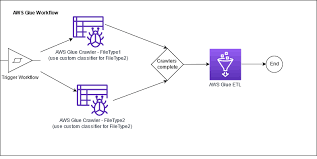 AWS Glue Workflow
AWS Glue Crawler - FileType1
(use custom classifier for FileType2)
Trigger Workflow
Crawlers
complete
AWS Glue ETL
End
AWS Glue Crawler - FileType2
(use custom classifier for FileType2)